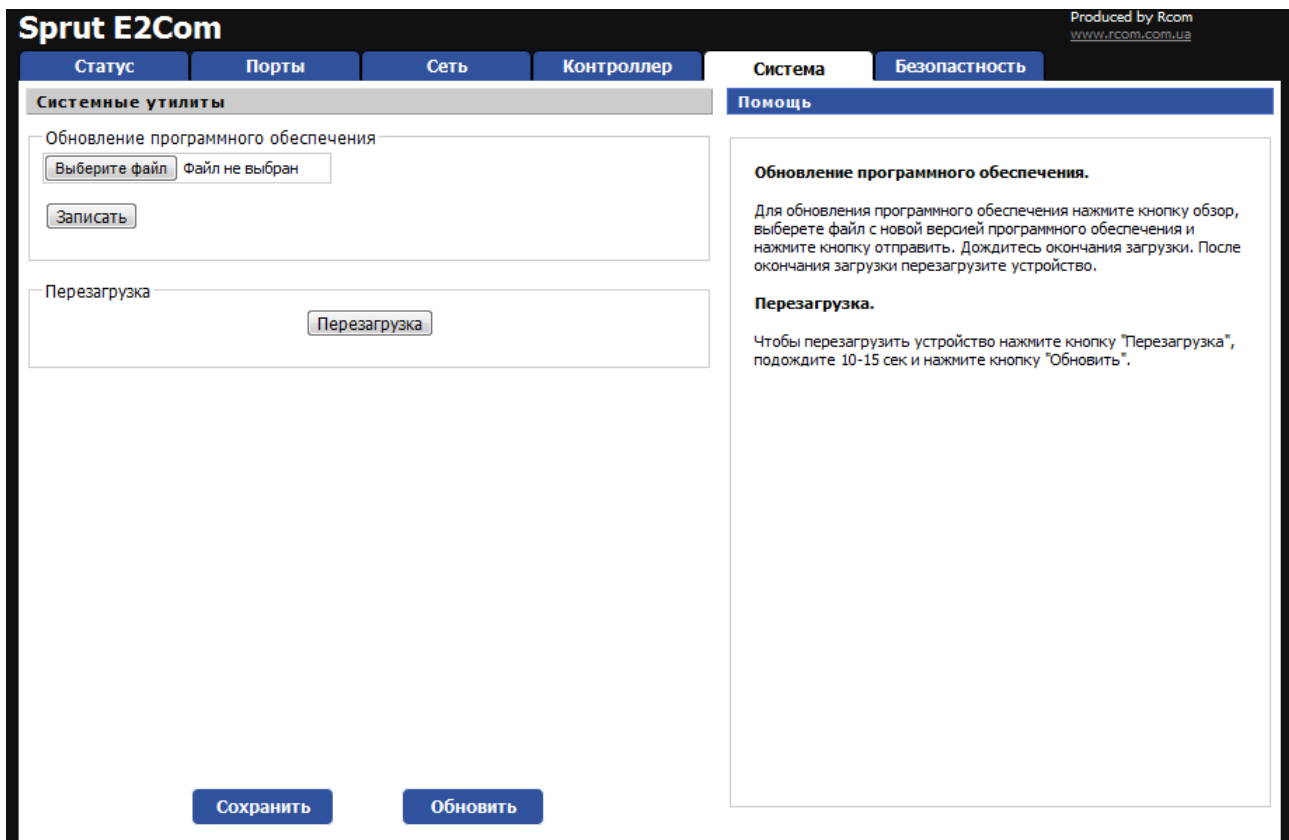 Sprut E2Com
Produced by Rcom
www.rcom.com.ua
Статус
Порты
Сеть
Контроллер
Система
Безопастность
Системные утилиты
Обновление программного обеспечения
Выберите файл Файл не выбран
Записать
Перезагрузка
Перезагрузка
Сохранить
Обновить
Помощь
Обновление программного обеспечения.
Для обновления программного обеспечения нажмите кнопку обзор,
выберете файл с новой версией программного обеспечения и
нажмите кнопку отправить. Дождитесь окончания загрузки. После
окончания загрузки перезагрузите устройство.
Перезагрузка.
Чтобы перезагрузить устройство нажмите кнопку "Перезагрузка",
подождите 10-15 сек и нажмите кнопку "Обновить".